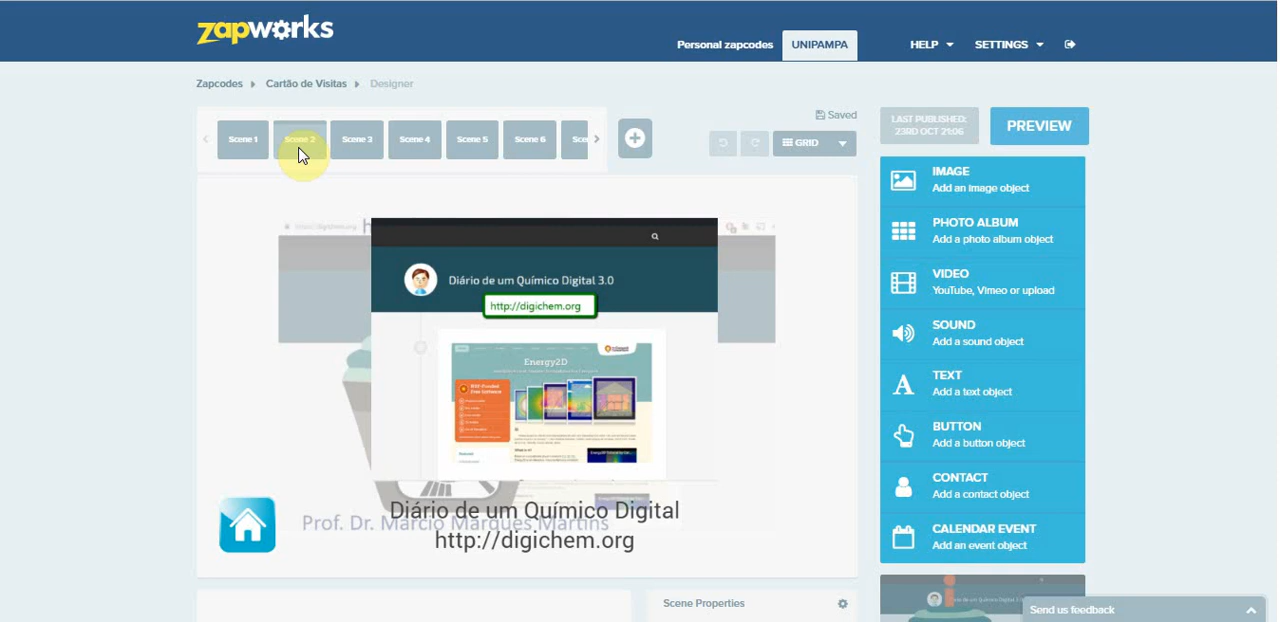 zapworks
Personal zapcodes
UNIPAMPA
HELP
SETTINGS
Zapcodes
Cartão de Visitas
Designer
Saved
LAST PUBLISHED:
23RD OCT 21:06
PREVIEW
Scene 1
Scene 2
Scene 3
Scene 4
Scene 5
Scene 6
Sce
GRID
IMAGE
Add an image object
PHOTO ALBUM
Add a photo album object
VIDEO
YouTube, Vimeo or upload
SOUND
Add a sound object
TEXT
Add a text object
BUTTON
Add a button object
CONTACT
Add a contact object
CALENDAR EVENT
Add an event object
Diário de um Químico Digital 3.0
http://digichem.org
Energy2D
Diário de um Químico Digital
Prof. Dr. Marcio Marques Martins
http://digichem.org
Scene Properties
Send us feedback